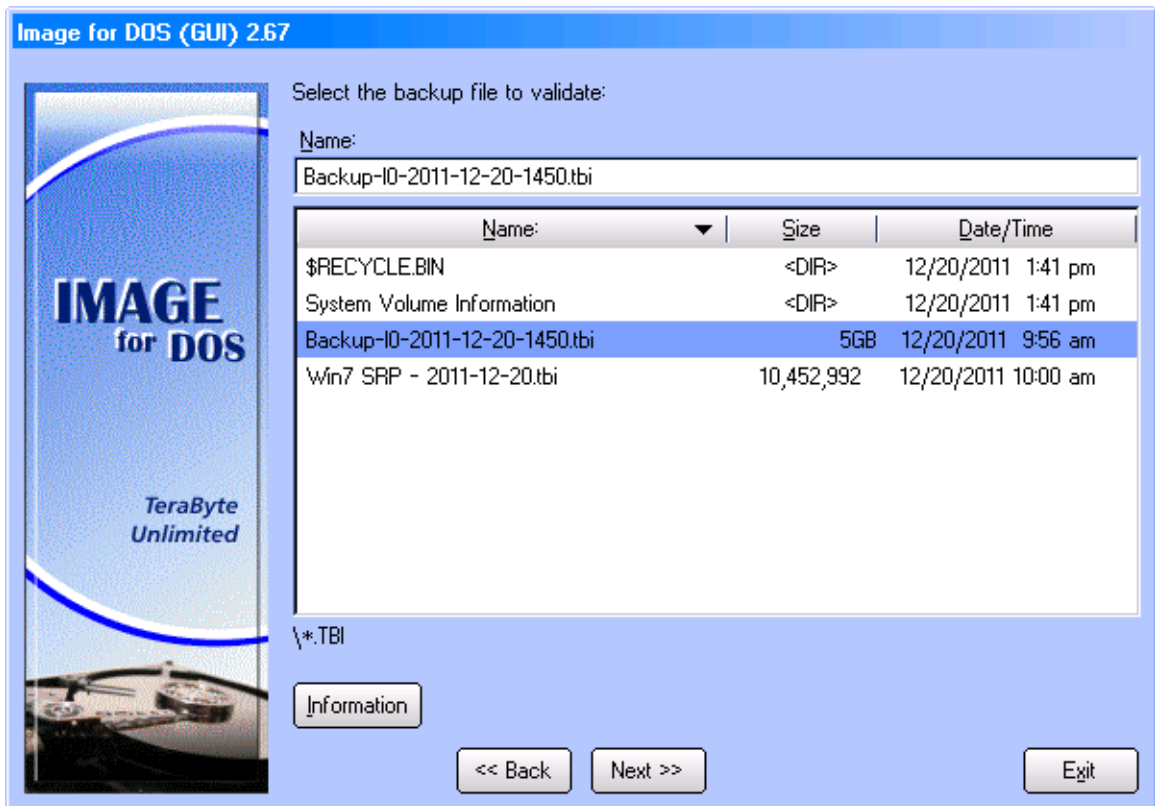 Image for DOS (GUI) 2.67
Select the backup file to validate:
Name:
Backup-I0-2011-12-20-1450.tbi
Name: Size Date/Time
$RECYCLE.BIN <DIR> 12/20/2011 1:41 pm
System Volume Information <DIR> 12/20/2011 1:41 pm
Backup-I0-2011-12-20-1450.tbi 5GB 12/20/2011 9:56 am
Win7 SRP - 2011-12-20.tbi 10,452,992 12/20/2011 10:00 am
IMAGE
for DOS
TeraByte
Unlimited
\*.TBI
Information
<< Back Next >> Exit